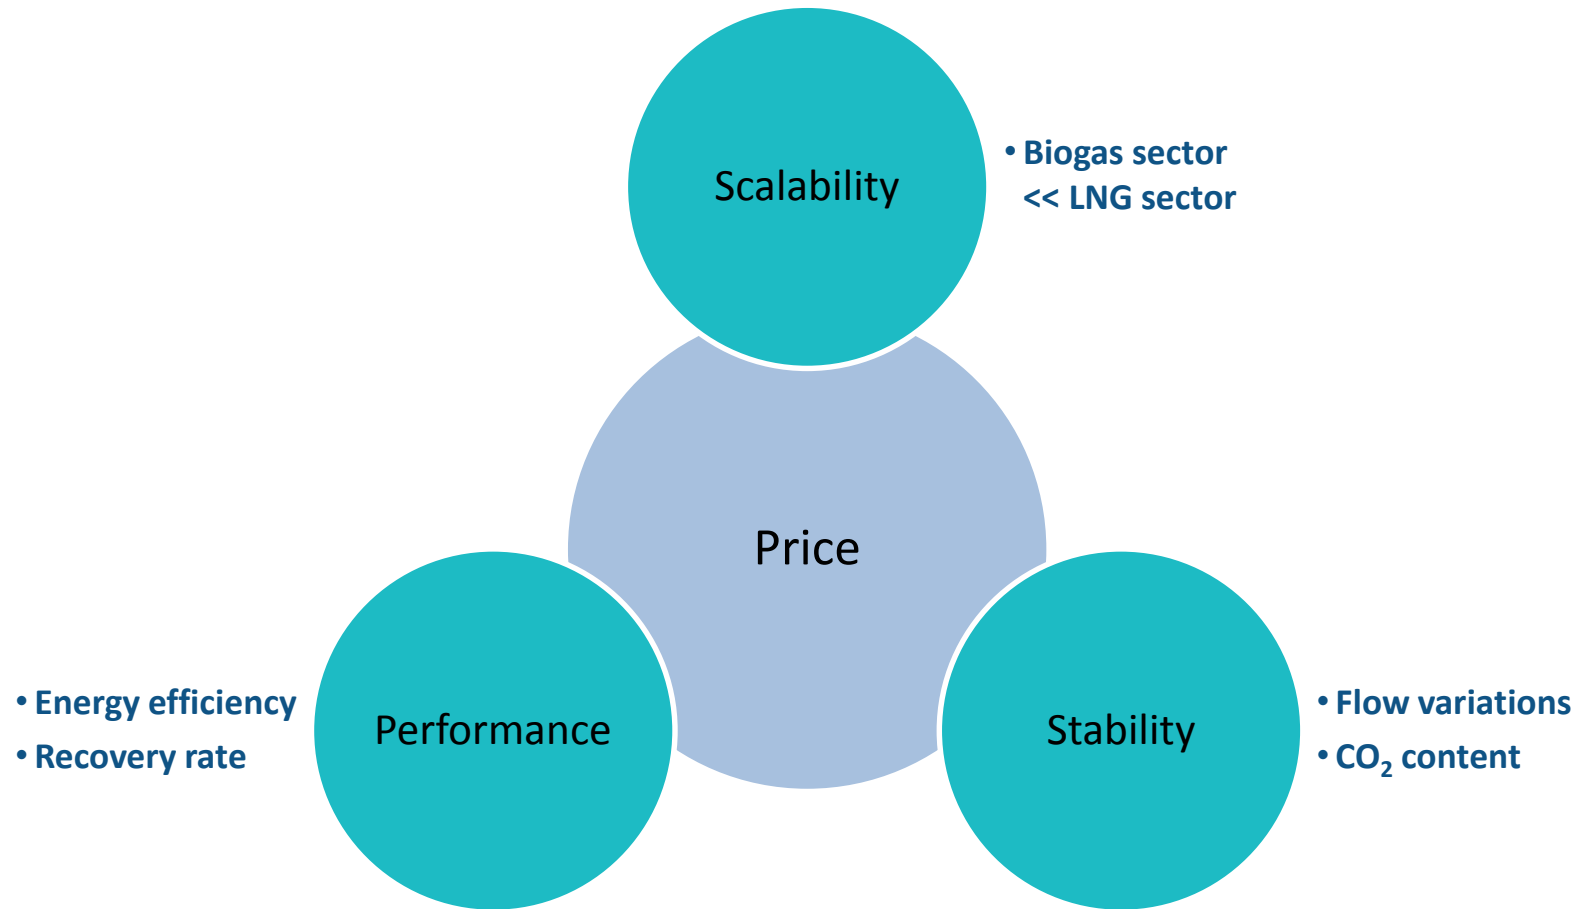 Scalability
• Biogas sector
<< LNG sector
Price
Performance
• Energy efficiency
• Recovery rate
Stability
• Flow variations
• CO₂ content